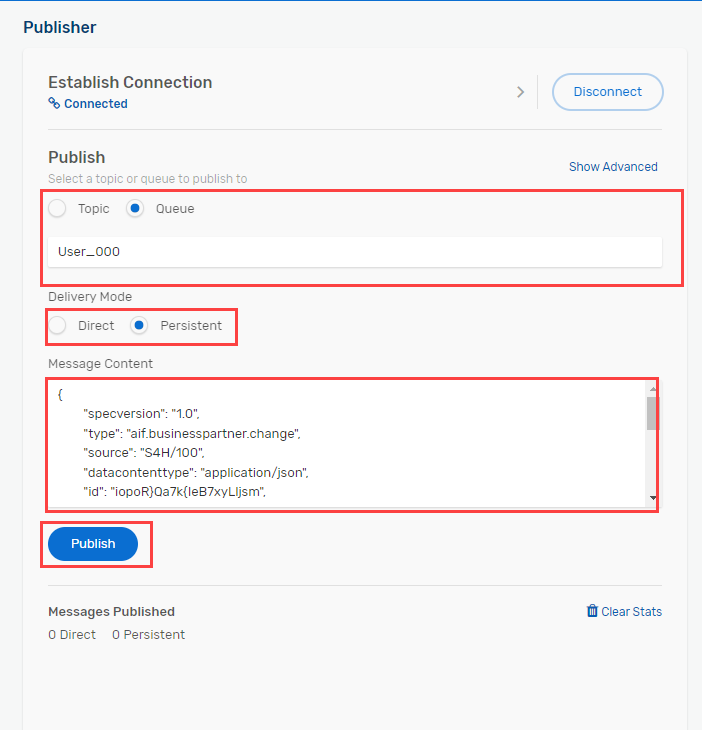 Publisher
Establish Connection
Connected
Disconnect
Publish
Select a topic or queue to publish to
Show Advanced
Topic Queue
User_000
Delivery Mode
Direct Persistent
Message Content
{
"specversion": "1.0",
"type": "aif.businesspartner.change",
"source": "S4H/100",
"datacontenttype": "application/json",
"id": "iopoR}Qa7k{IeB7xyLljsm",
Publish
Messages Published
Clear Stats
0 Direct 0 Persistent